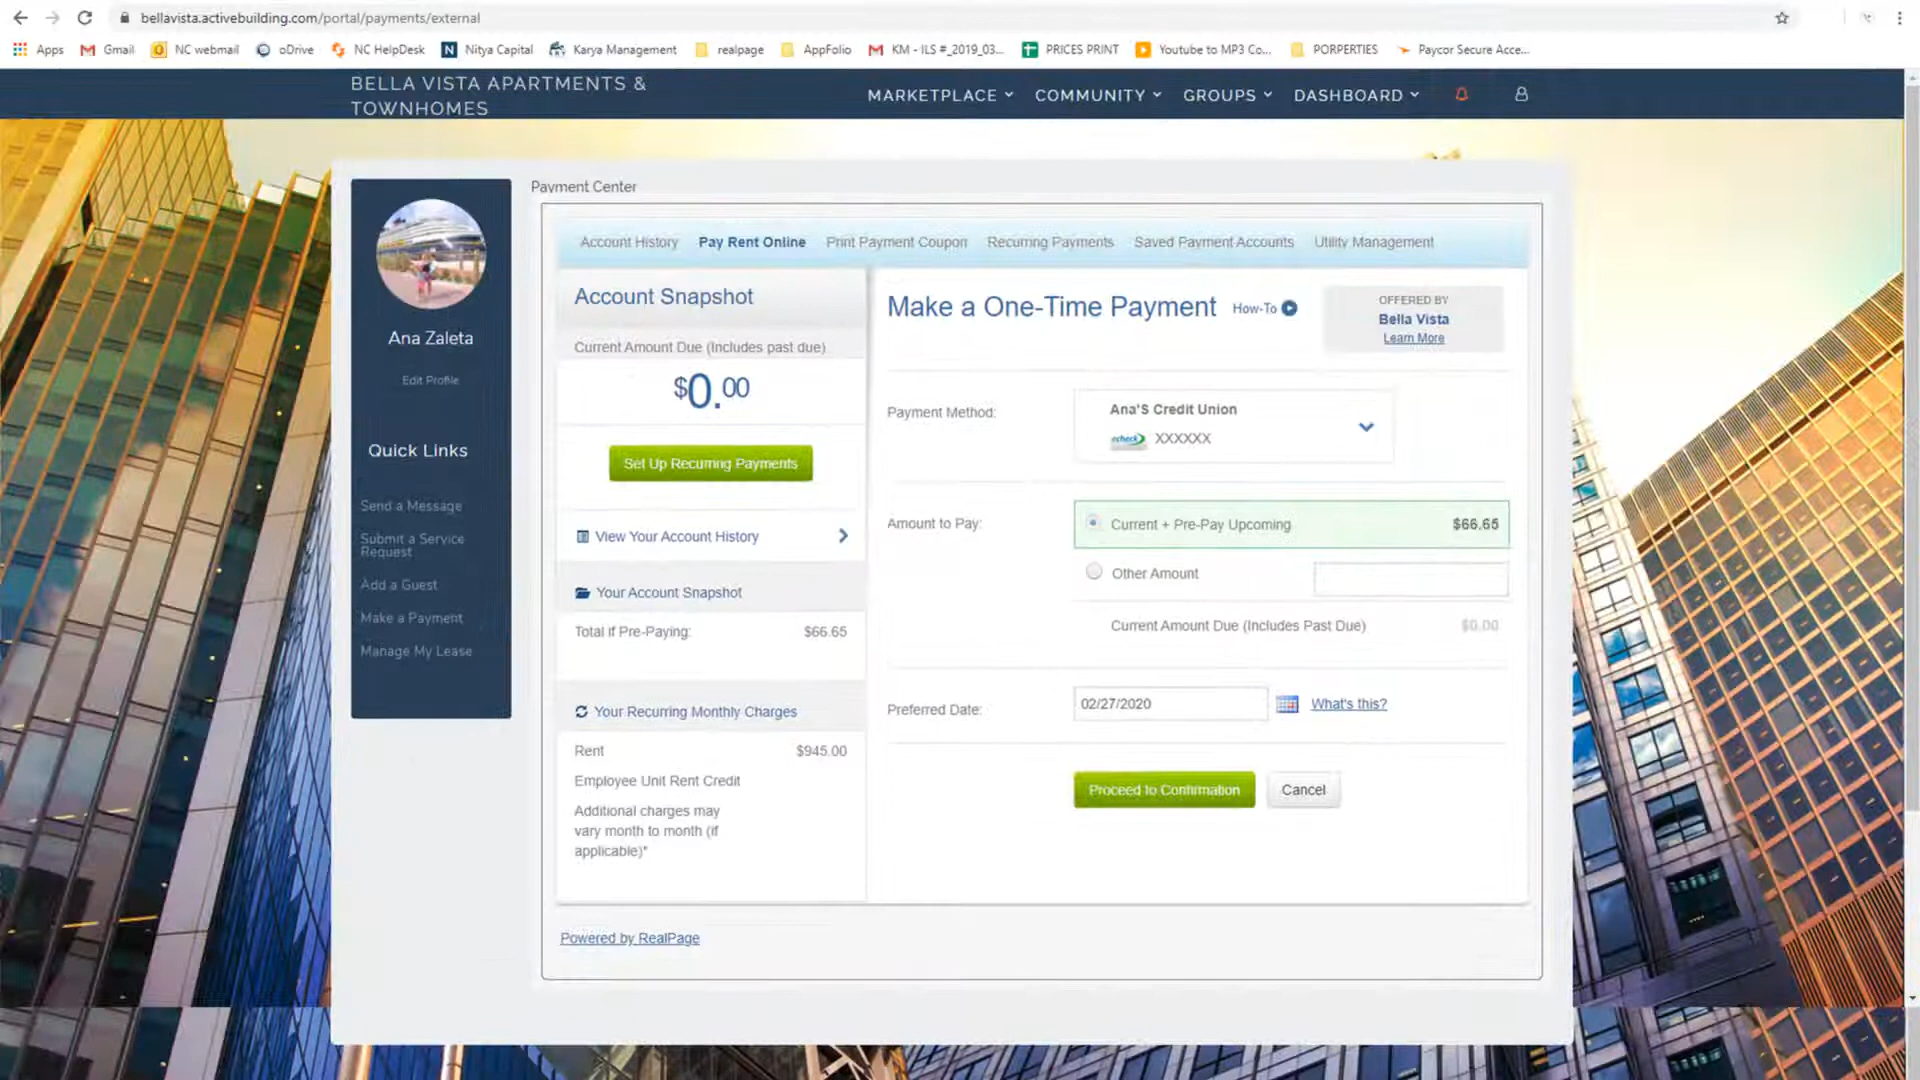 bellavista.activebuilding.com/portal/payments/external
Apps Gmail NC webmail oDrive NC HelpDesk Nitya Capital Karya Management realpage AppFolio KM - ILS #_2019_03... PRICES PRINT Youtube to MP3 Co... PORPERTIES Paycor Secure Acce...
BELLA VISTA APARTMENTS &
TOWNHOMES
MARKETPLACE COMMUNITY GROUPS DASHBOARD
Payment Center
Ana Zaleta
Edit Profile
Quick Links
Send a Message
Submit a Service
Request
Add a Guest
Make a Payment
Manage My Lease
Account History Pay Rent Online Print Payment Coupon Recurring Payments Saved Payment Accounts Utility Management
Account Snapshot
Current Amount Due (Includes past due)
$0.00
Set Up Recurring Payments
View Your Account History
Your Account Snapshot
Total If Pre-Paying: $66.65
Your Recurring Monthly Charges
Rent $945.00
Employee Unit Rent Credit
Additional charges may
vary month to month (if
applicable)*
Make a One-Time Payment How-To
OFFERED BY
Bella Vista
Learn More
Payment Method:
Ana'S Credit Union
echeck XXXXXX
Amount to Pay:
Current + Pre-Pay Upcoming $66.65
Other Amount
Current Amount Due (Includes Past Due) $0.00
Preferred Date: 02/27/2020 What's this?
Proceed to Confirmation Cancel
Powered by RealPage